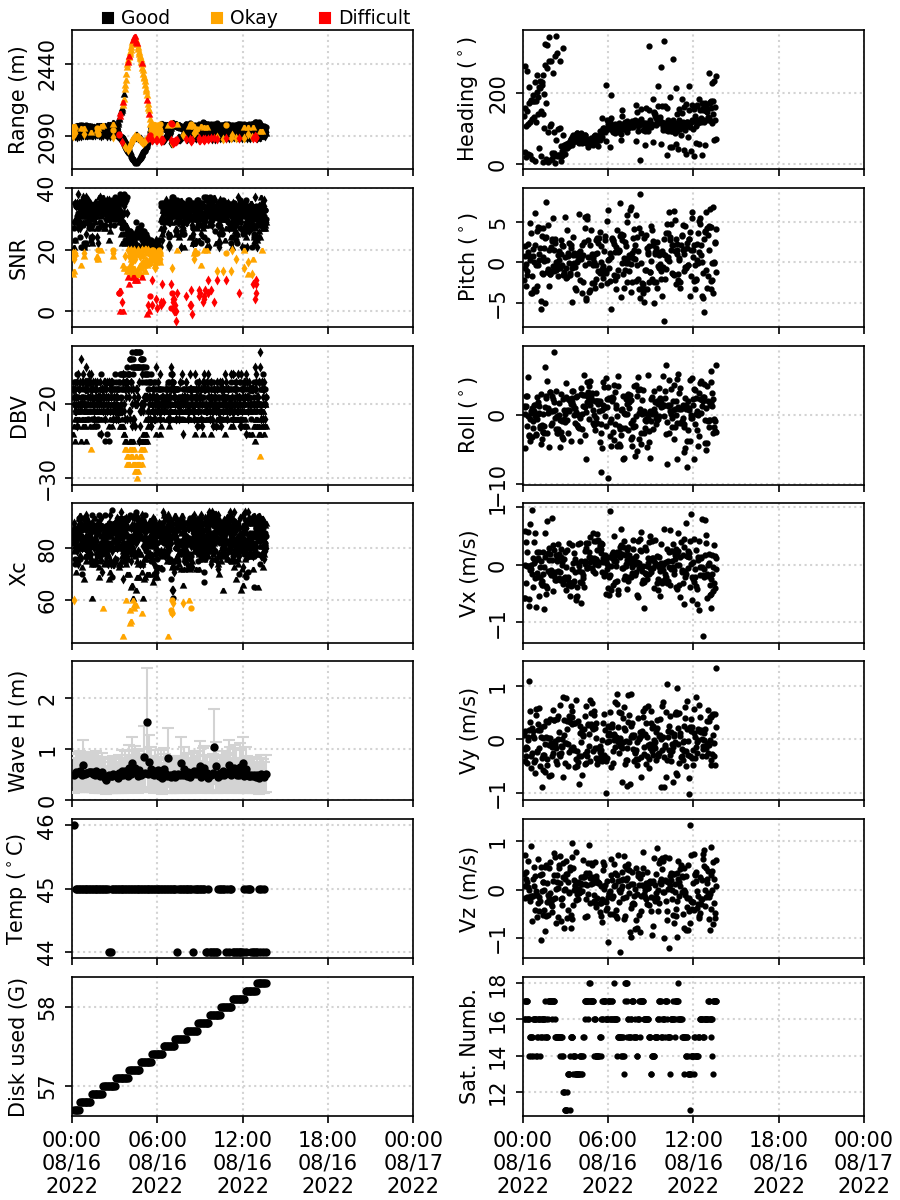 Good Okay Difficult
Range (m)
2440
2090
Heading (°)
200
0
SNR
40
20
0
Pitch (°)
5
0
−5
DBV
−20
−30
Roll (°)
0
−10
Xc
80
60
Vx (m/s)
1
0
−1
Wave H (m)
2
1
0
Vy (m/s)
1
0
−1
Temp (°C)
46
45
44
Vz (m/s)
1
0
−1
Disk used (G)
58
57
Sat. Numb.
18
16
14
12
00:00 06:00 12:00 18:00 00:00
08/16 08/16 08/16 08/16 08/17
2022 2022 2022 2022 2022
00:00 06:00 12:00 18:00 00:00
08/16 08/16 08/16 08/16 08/17
2022 2022 2022 2022 2022